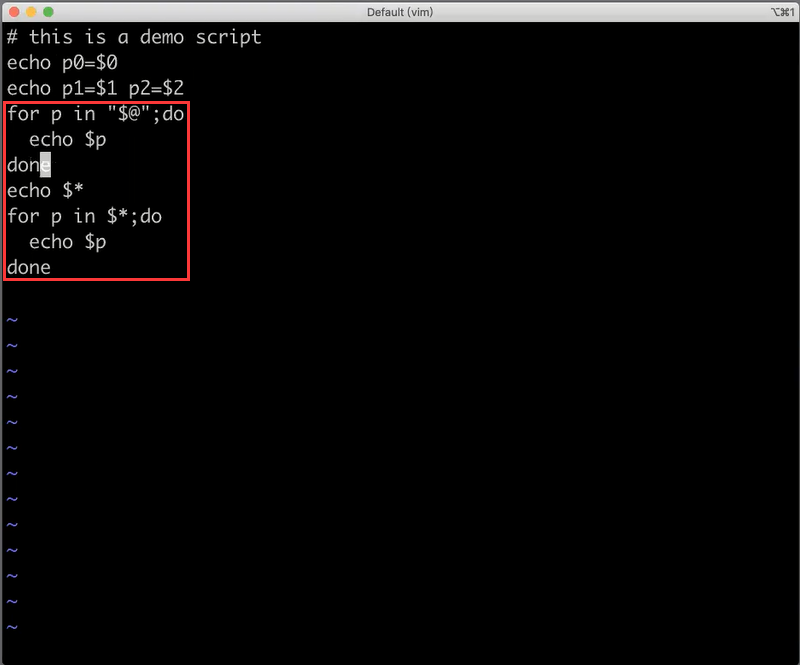 Default (vim)
⌥⌘1
# this is a demo script
echo p0=$0
echo p1=$1 p2=$2
for p in "$@";do
  echo $p
done
echo $*
for p in $*;do
  echo $p
done
~
~
~
~
~
~
~
~
~
~
~
~
~